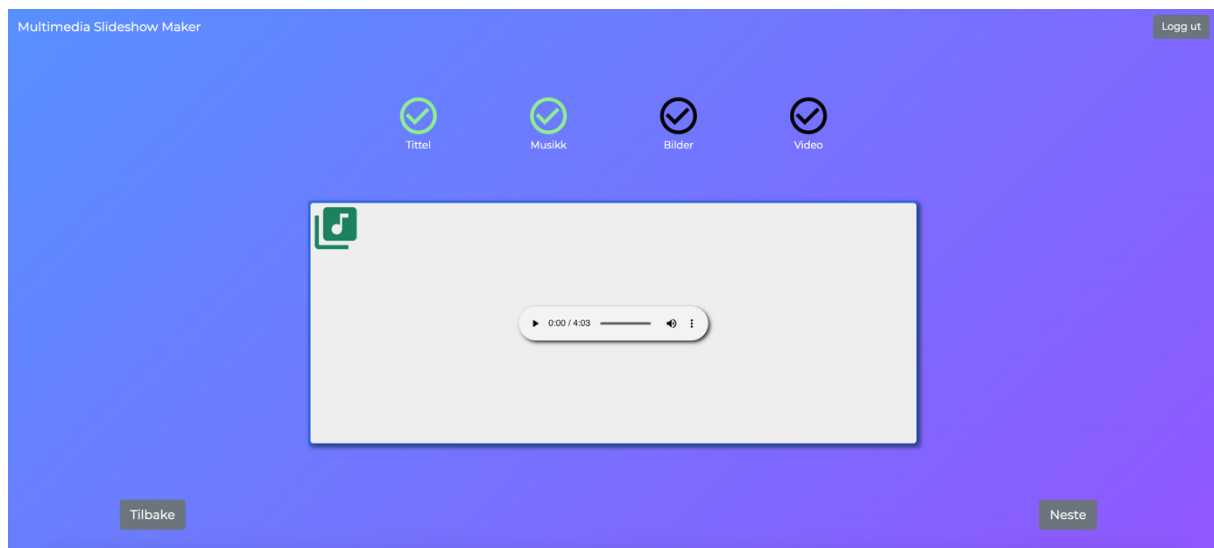 Multimedia Slideshow Maker
Logg ut
Tittel Musikk Bilder Video
0:00 / 4:03
Tilbake Neste